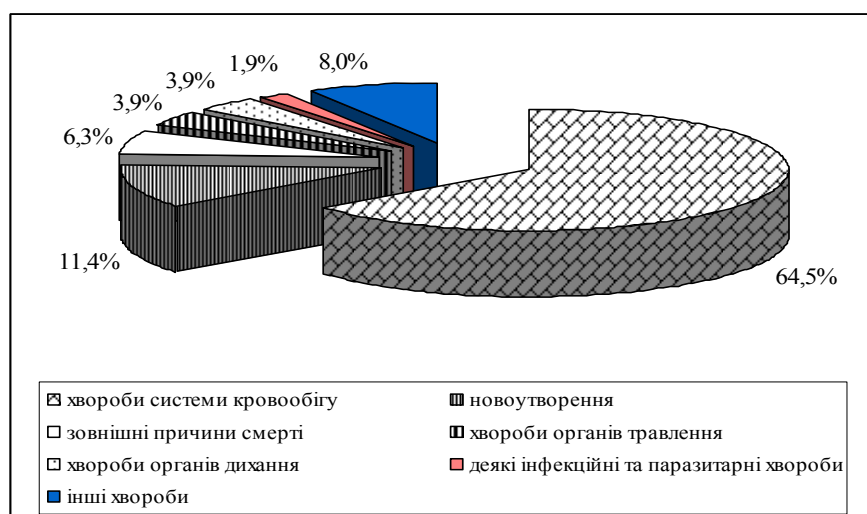 8,0%
1,9%
3,9%
3,9%
6,3%
11,4%
64,5%
хвороби системи кровообігу
новоутворення
зовнішні причини смерті
хвороби органів травлення
хвороби органів дихання
деякі інфекційні та паразитарні хвороби
інші хвороби